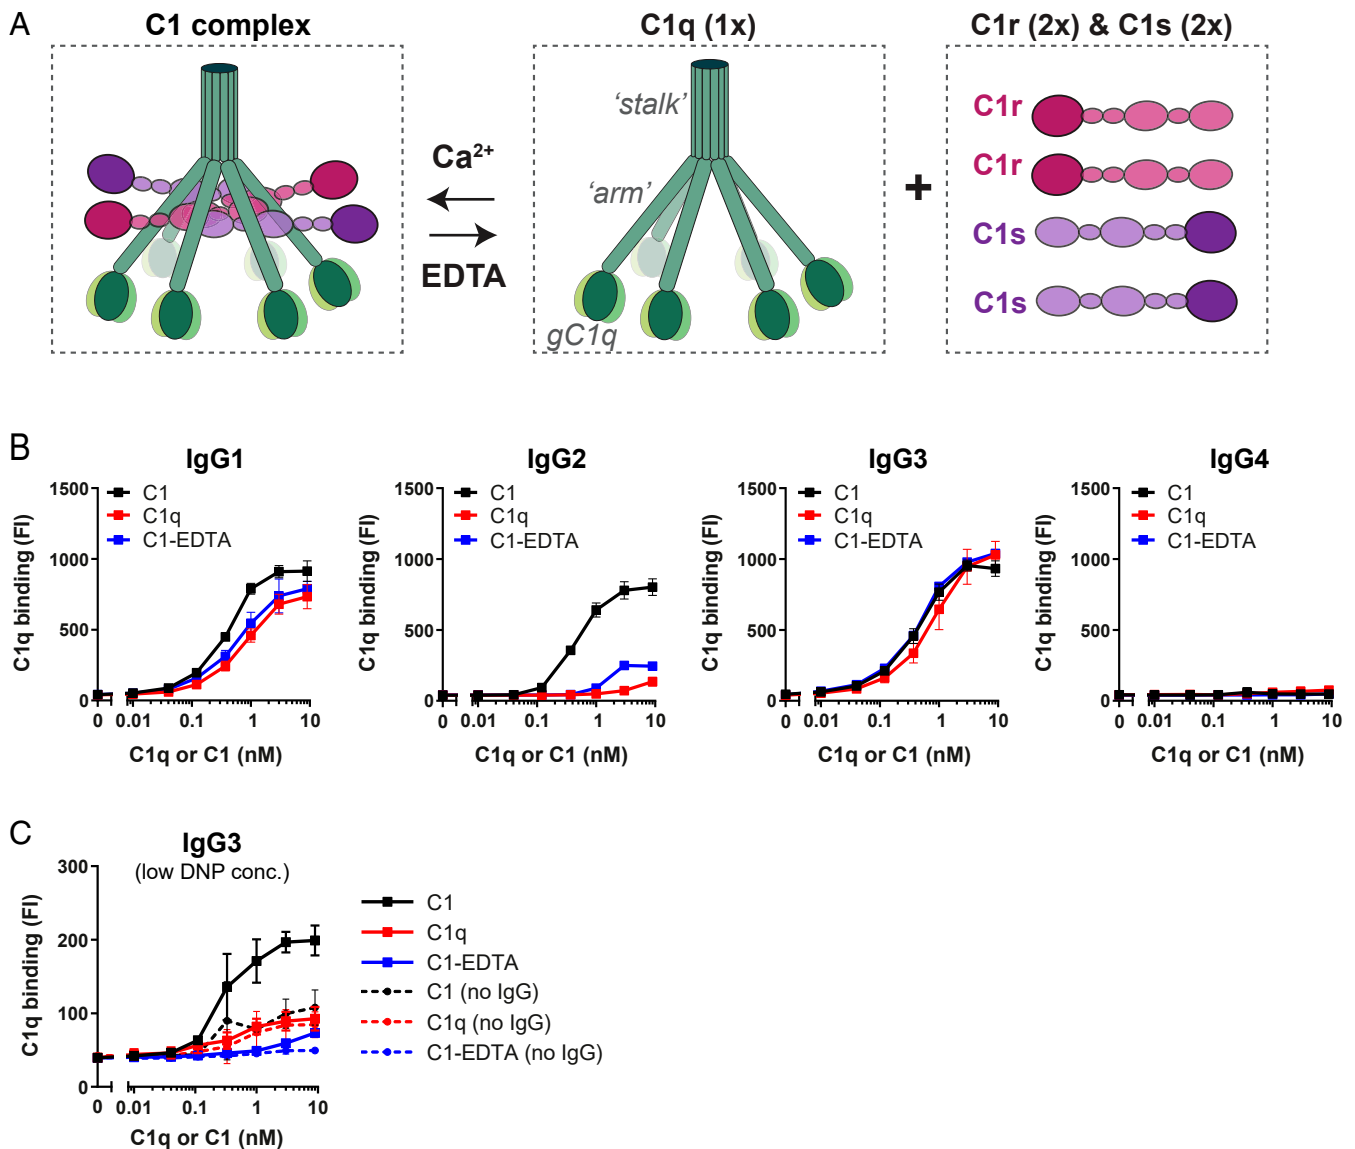 A
C1 complex
C1q (1x)
C1r (2x) & C1s (2x)
'stalk'
'arm'
gC1q
Ca2+
EDTA
+
C1r
C1r
C1s
C1s
B
IgG1
1500
1000
500
0
C1q binding (FI)
C1
C1q
C1-EDTA
0 0.01 0.1 1 10
C1q or C1 (nM)
IgG2
1500
1000
500
0
C1q binding (FI)
C1
C1q
C1-EDTA
0 0.01 0.1 1 10
C1q or C1 (nM)
IgG3
1500
1000
500
0
C1q binding (FI)
C1
C1q
C1-EDTA
0 0.01 0.1 1 10
C1q or C1 (nM)
IgG4
1500
1000
500
0
C1q binding (FI)
C1
C1q
C1-EDTA
0 0.01 0.1 1 10
C1q or C1 (nM)
C
IgG3
(low DNP conc.)
300
200
100
0
C1q binding (FI)
0 0.01 0.1 1 10
C1q or C1 (nM)
C1
C1q
C1-EDTA
C1 (no IgG)
C1q (no IgG)
C1-EDTA (no IgG)